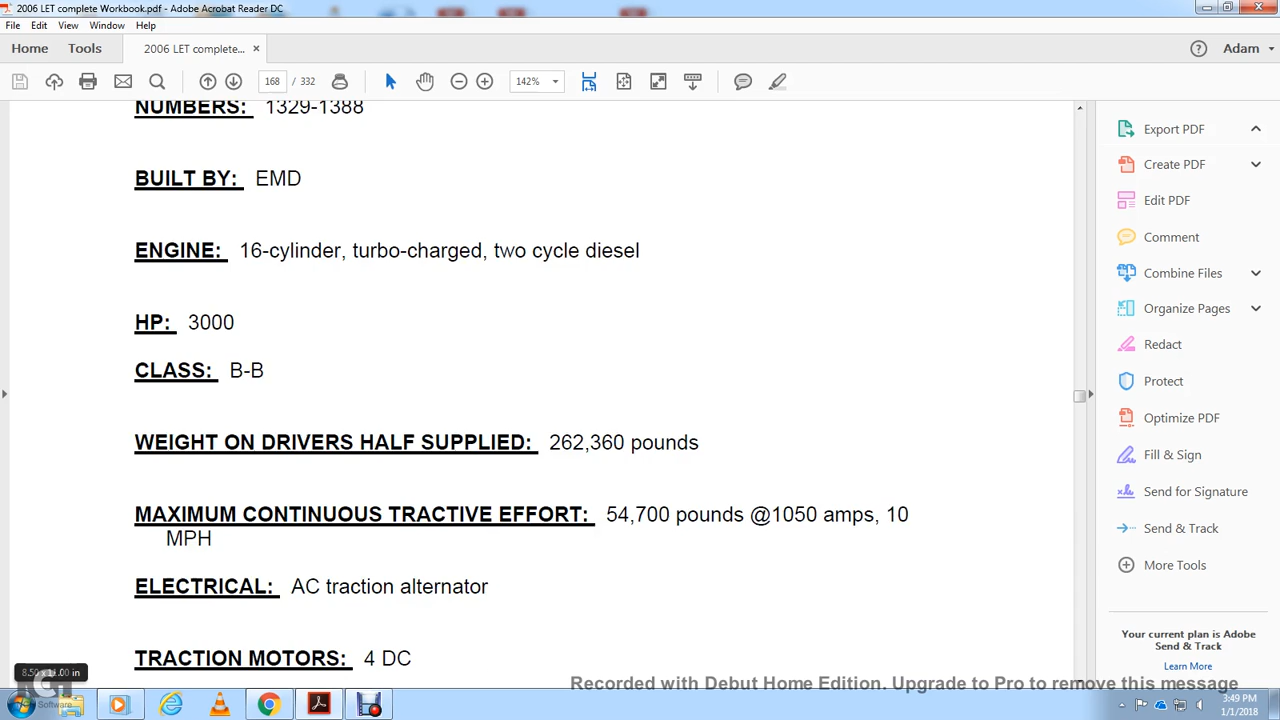 2006 LET complete Workbook.pdf - Adobe Acrobat Reader DC
File Edit View Window Help
Home Tools 2006 LET complete... × Adam
168 / 332 142%
NUMBERS: 1329-1388
BUILT BY: EMD
ENGINE: 16-cylinder, turbo-charged, two cycle diesel
HP: 3000
CLASS: B-B
WEIGHT ON DRIVERS HALF SUPPLIED: 262,360 pounds
MAXIMUM CONTINUOUS TRACTIVE EFFORT: 54,700 pounds @1050 amps, 10
MPH
ELECTRICAL: AC traction alternator
TRACTION MOTORS: 4 DC
8.50 x 11.00 in
Export PDF
Create PDF
Edit PDF
Comment
Combine Files
Organize Pages
Redact
Protect
Optimize PDF
Fill & Sign
Send for Signature
Send & Track
More Tools
Your current plan is Adobe
Send & Track
Learn More
Recorded with Debut Home Edition. Upgrade to Pro to remove this message
Software
3:49 PM
1/1/2018